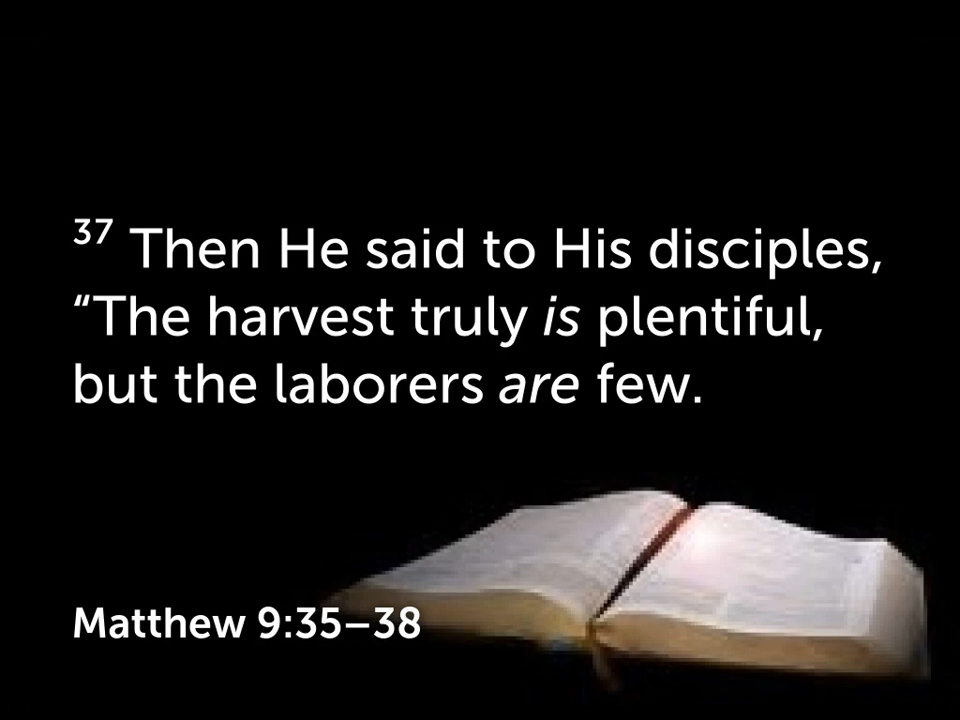 37 Then He said to His disciples,
“The harvest truly is plentiful,
but the laborers are few.
Matthew 9:35–38